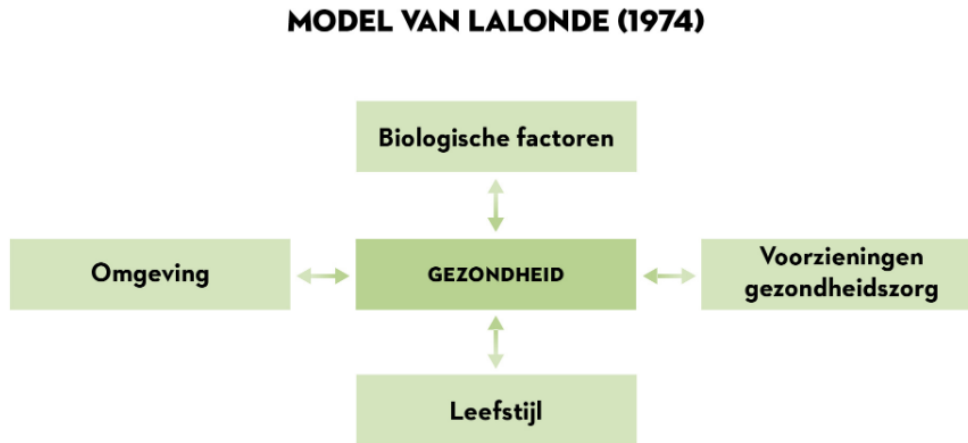 MODEL VAN LALONDE (1974)
Biologische factoren
Omgeving
GEZONDHEID
Voorzieningen
gezondheidszorg
Leefstijl